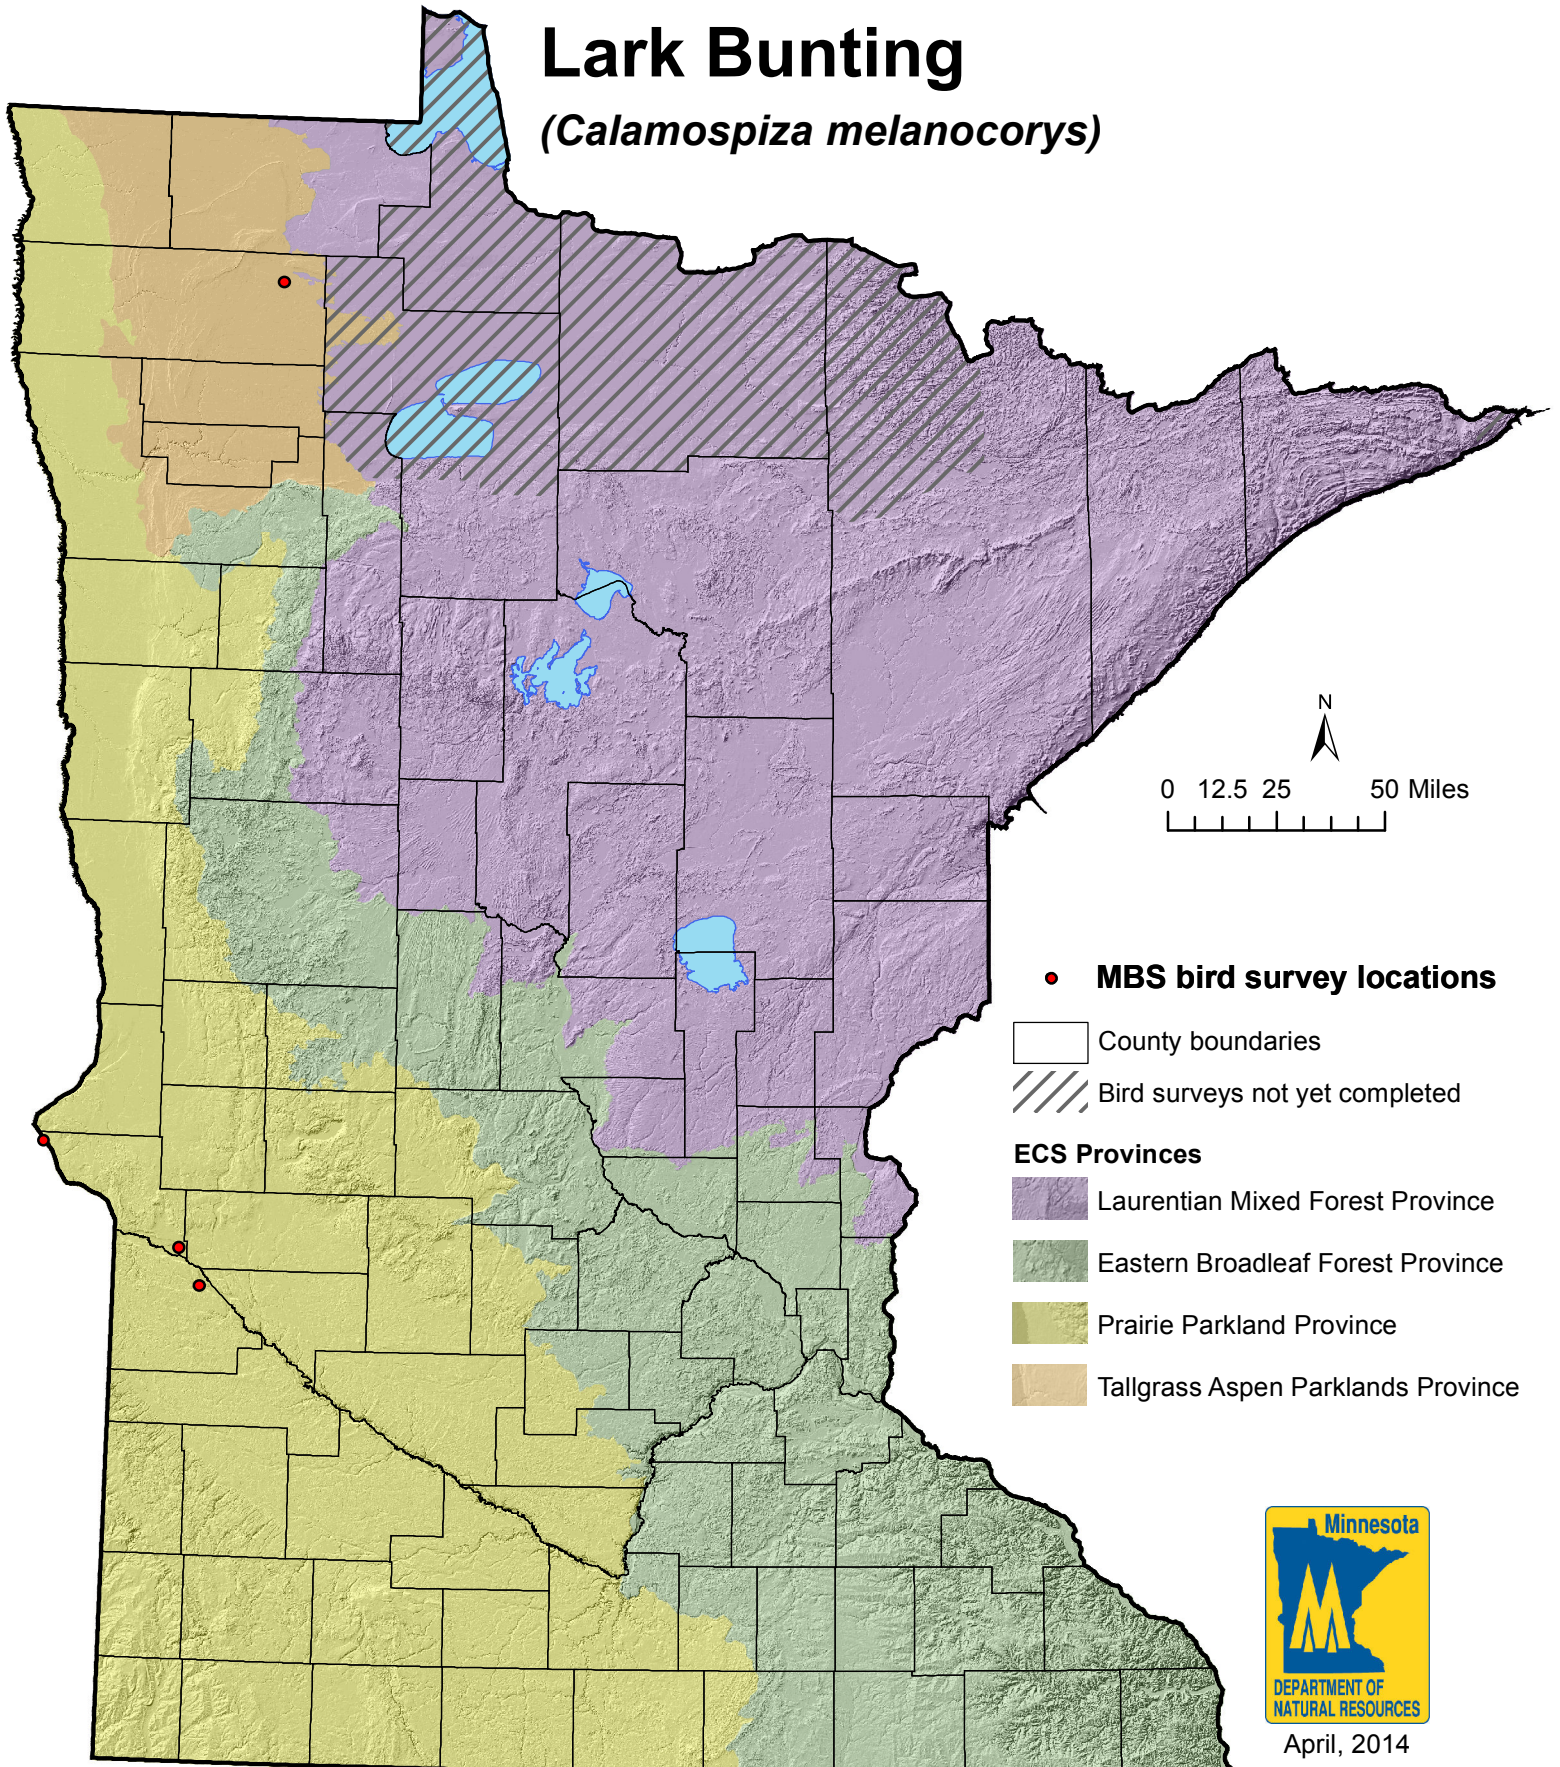 Lark Bunting
(Calamospiza melanocorys)
N
0 12.5 25 50 Miles
MBS bird survey locations
County boundaries
Bird surveys not yet completed
ECS Provinces
Laurentian Mixed Forest Province
Eastern Broadleaf Forest Province
Prairie Parkland Province
Tallgrass Aspen Parklands Province
Minnesota
DEPARTMENT OF
NATURAL RESOURCES
April, 2014